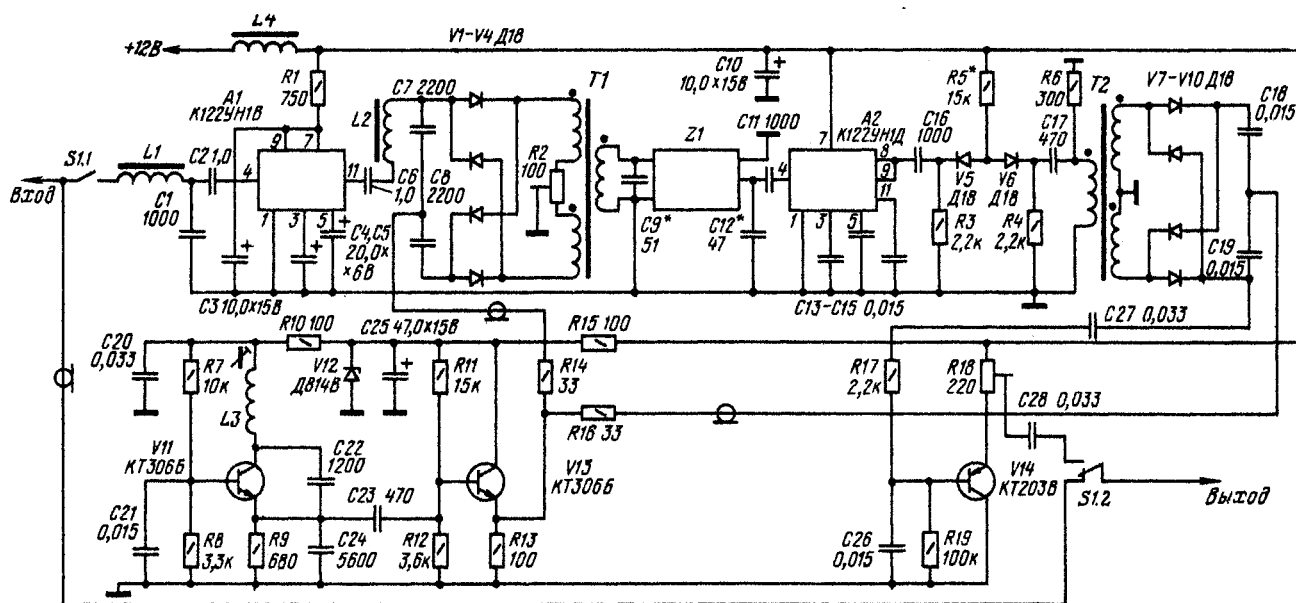 L4
+12В
V1-V4 Д18
R1
750
C7 2200
T1
C10
10,0×15В
R5*
15к
R6
300
T2
V7-V10 Д18
C18
0,015
A1
К122УН1В
L2
C11 1000
A2
К122УН1Д
C16
1000
C17
470
S1.1
L1
C2 1,0
9
7
4
11
1
3
5
C6
1,0
C8
2200
R2
100
Z1
7
8
9
4
11
1
3
5
V5
Д18
V6
Д18
Вход
C1
1000
C4,C5
20,0×
×6В
C9*
51
C12*
47
R3
2,2к
R4
2,2к
C19
0,015
C3 10,0×15В
C13-C15 0,015
C27 0,033
C20
0,033
R7
10к
L3
R10 100
V12
Д814В
C25 47,0×15В
R11
15к
R15 100
R14
33
R17
2,2к
R18
220
C28 0,033
R16 33
V11
КТ306Б
C22
1200
V13
КТ306Б
V14
КТ203В
S1.2
Выход
C23 470
C21
0,015
R8
3,3к
R9
680
C24
5600
R12
3,6к
R13
100
C26
0,015
R19
100к